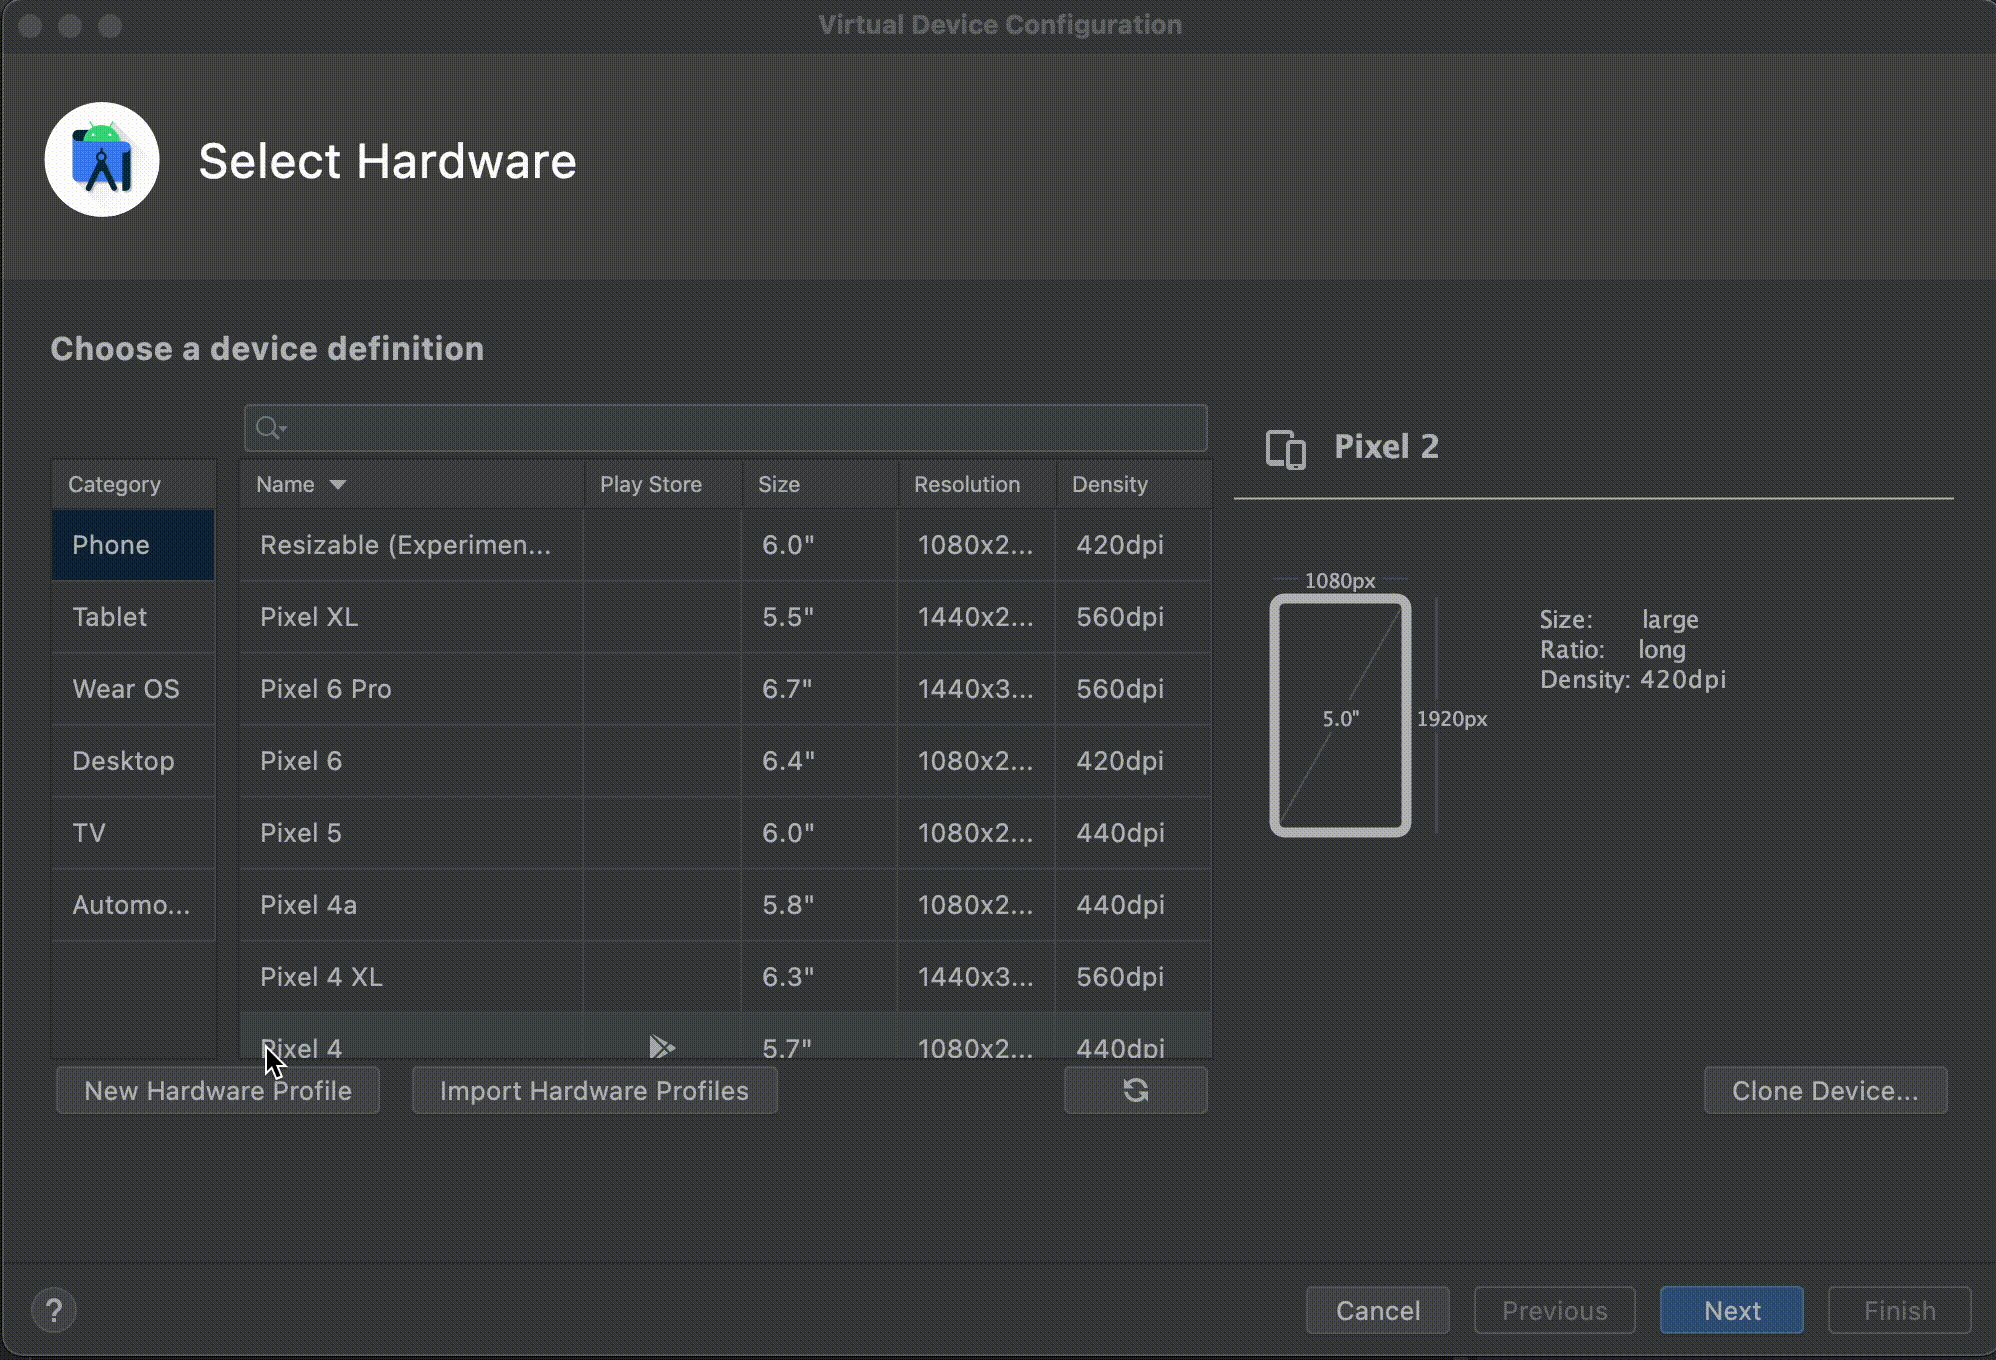 Virtual Device Configuration
Select Hardware
Choose a device definition
Pixel 2
Category Name Play Store Size Resolution Density
Phone Resizable (Experimen... 6.0" 1080x2... 420dpi
Tablet Pixel XL 5.5" 1440x2... 560dpi
Wear OS Pixel 6 Pro 6.7" 1440x3... 560dpi
Desktop Pixel 6 6.4" 1080x2... 420dpi
TV Pixel 5 6.0" 1080x2... 440dpi
Automo... Pixel 4a 5.8" 1080x2... 440dpi
Pixel 4 XL 6.3" 1440x3... 560dpi
Pixel 4 5.7" 1080x2... 440dpi
1080px
5.0" 1920px
Size: large
Ratio: long
Density: 420dpi
New Hardware Profile Import Hardware Profiles Clone Device...
? Cancel Previous Next Finish